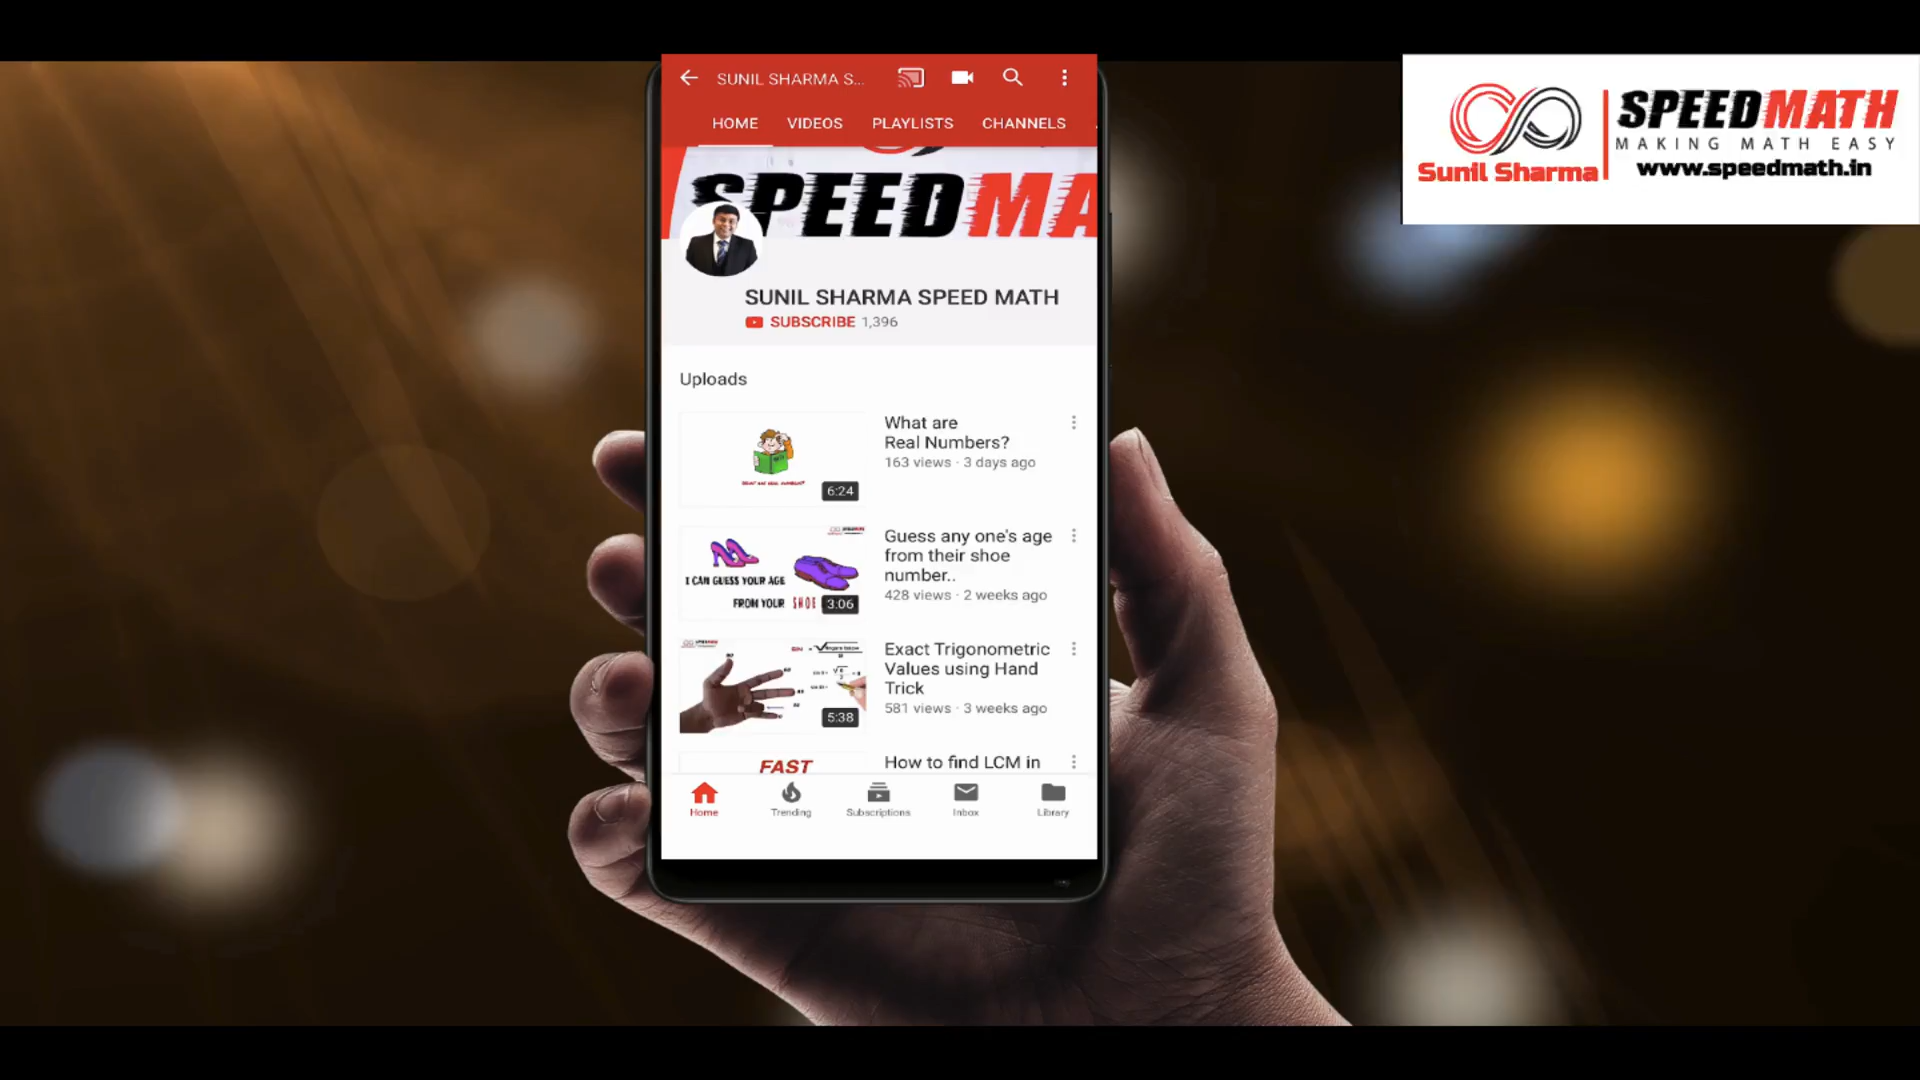 SUNIL SHARMA S...
HOME VIDEOS PLAYLISTS CHANNELS
SPEEDMA
SUNIL SHARMA SPEED MATH
SUBSCRIBE 1,396
Uploads
What are
Real Numbers?
163 views · 3 days ago
6:24
Guess any one's age
from their shoe
number..
428 views · 2 weeks ago
I CAN GUESS YOUR AGE
FROM YOUR SHOE
3:06
Exact Trigonometric
Values using Hand
Trick
581 views · 3 weeks ago
5:38
FAST
How to find LCM in
Home Trending Subscriptions Inbox Library
Sunil Sharma
SPEEDMATH
MAKING MATH EASY
www.speedmath.in